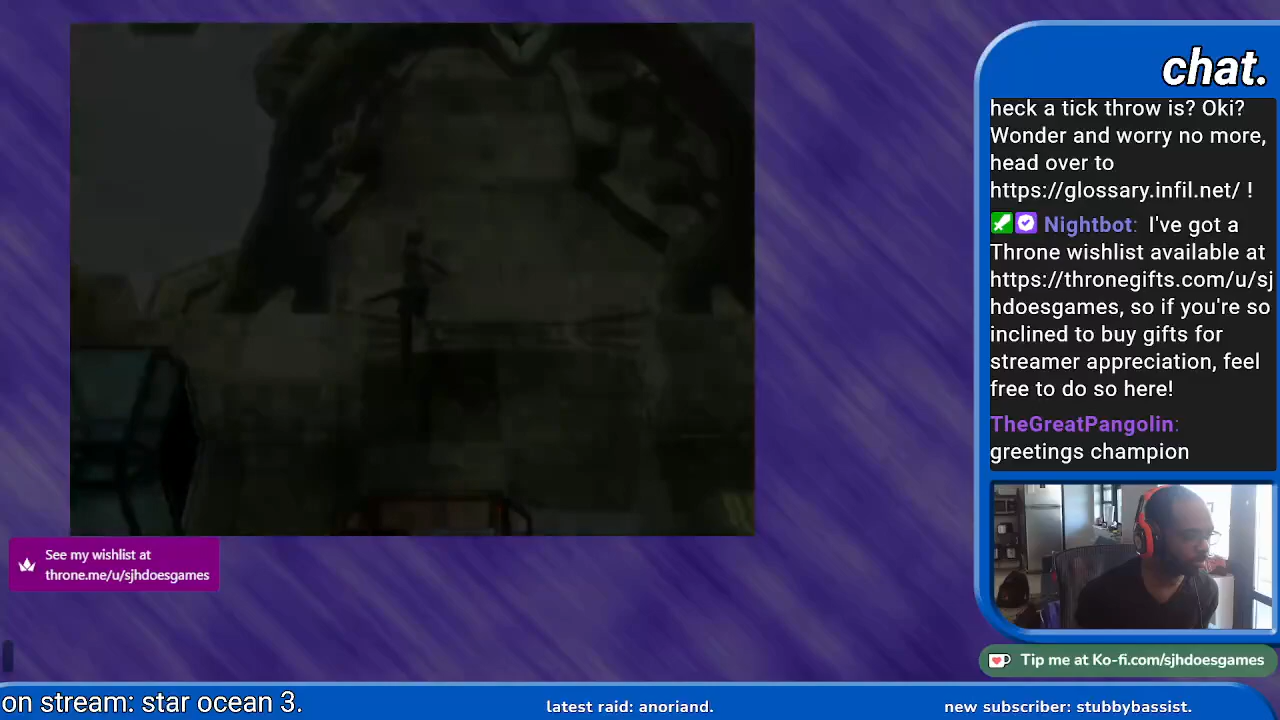 chat.
heck a tick throw is? Oki?
Wonder and worry no more,
head over to
https://glossary.infil.net/ !
Nightbot: I've got a
Throne wishlist available at
https://thronegifts.com/u/sj
hdoesgames, so if you're so
inclined to buy gifts for
streamer appreciation, feel
free to do so here!
TheGreatPangolin:
greetings champion
See my wishlist at
throne.me/u/sjhdoesgames
Tip me at Ko-fi.com/sjhdoesgames
on stream: star ocean 3.
latest raid: anoriand.
new subscriber: stubbybassist.